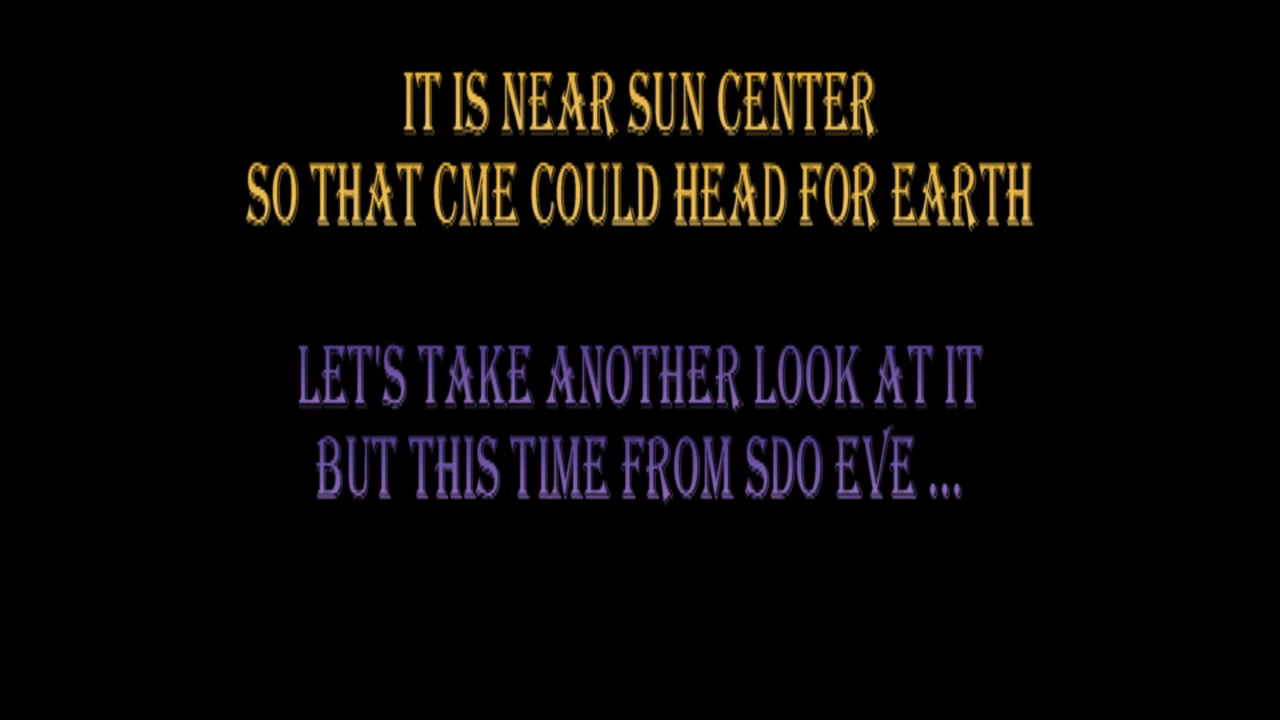 IT IS NEAR SUN CENTER
SO THAT CME COULD HEAD FOR EARTH
LET'S TAKE ANOTHER LOOK AT IT
BUT THIS TIME FROM SDO EVE ...